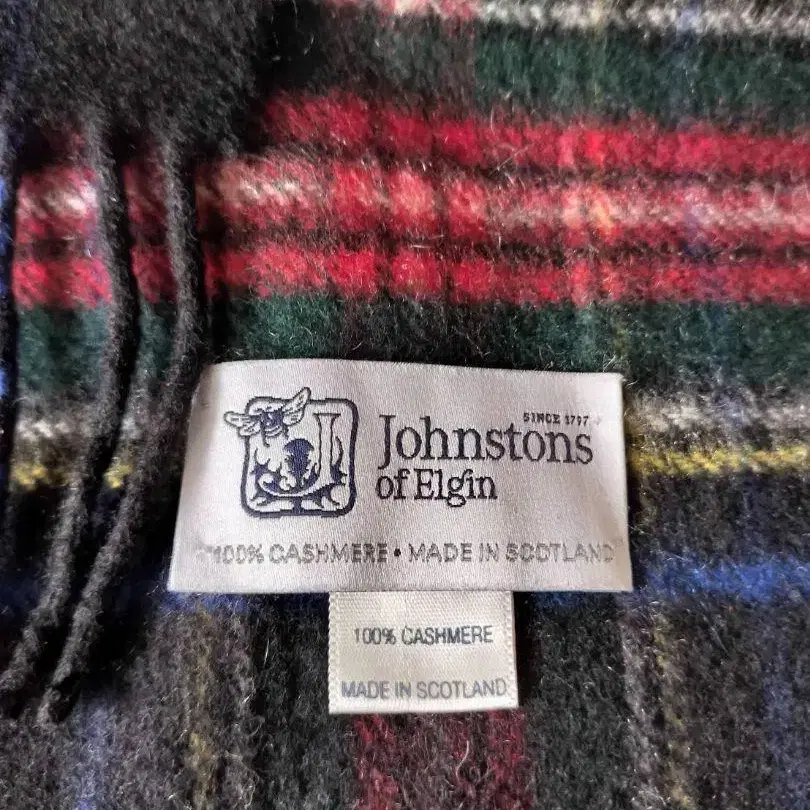 SINCE 1797
Johnstons
of Elgin
"100% CASHMERE • MADE IN SCOTLAND"
100% CASHMERE
MADE IN SCOTLAND